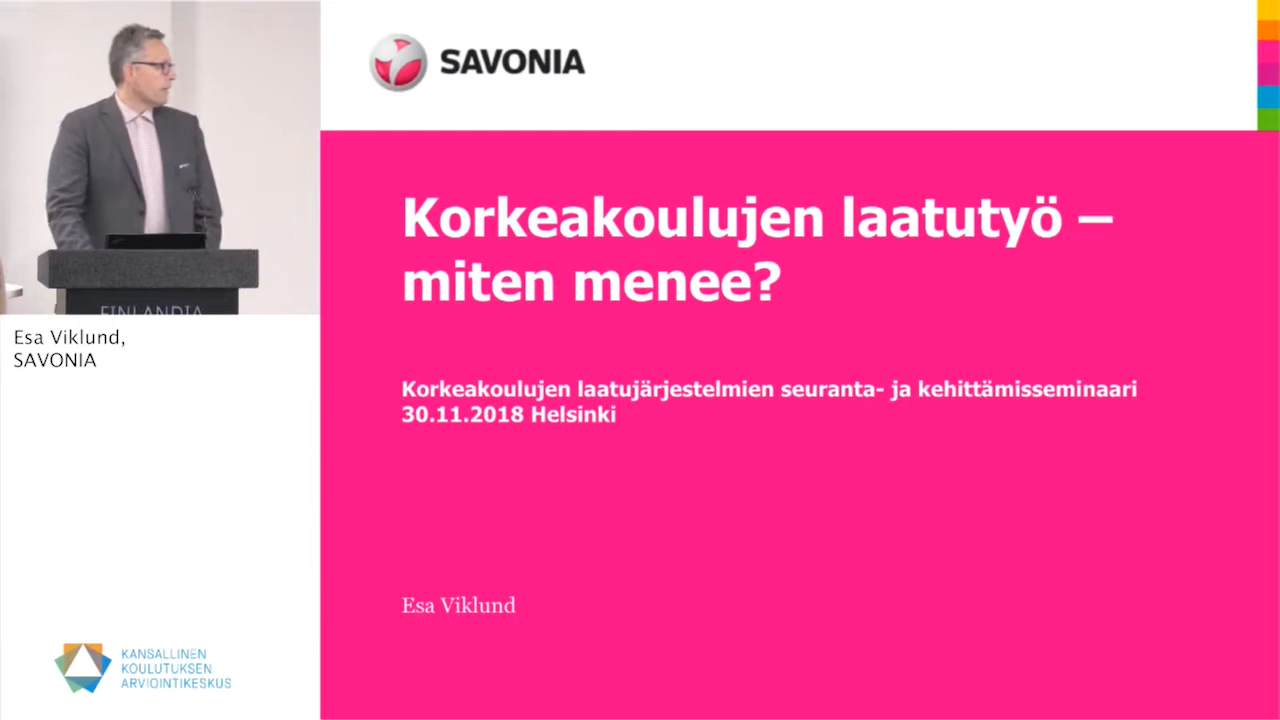 SAVONIA
Korkeakoulujen laatutyö –
miten menee?
Korkeakoulujen laatujärjestelmien seuranta- ja kehittämisseminaari
30.11.2018 Helsinki
Esa Viklund
FINLANDIA
Esa Viklund,
SAVONIA
KANSALLINEN
KOULUTUKSEN
ARVIOINTIKESKUS